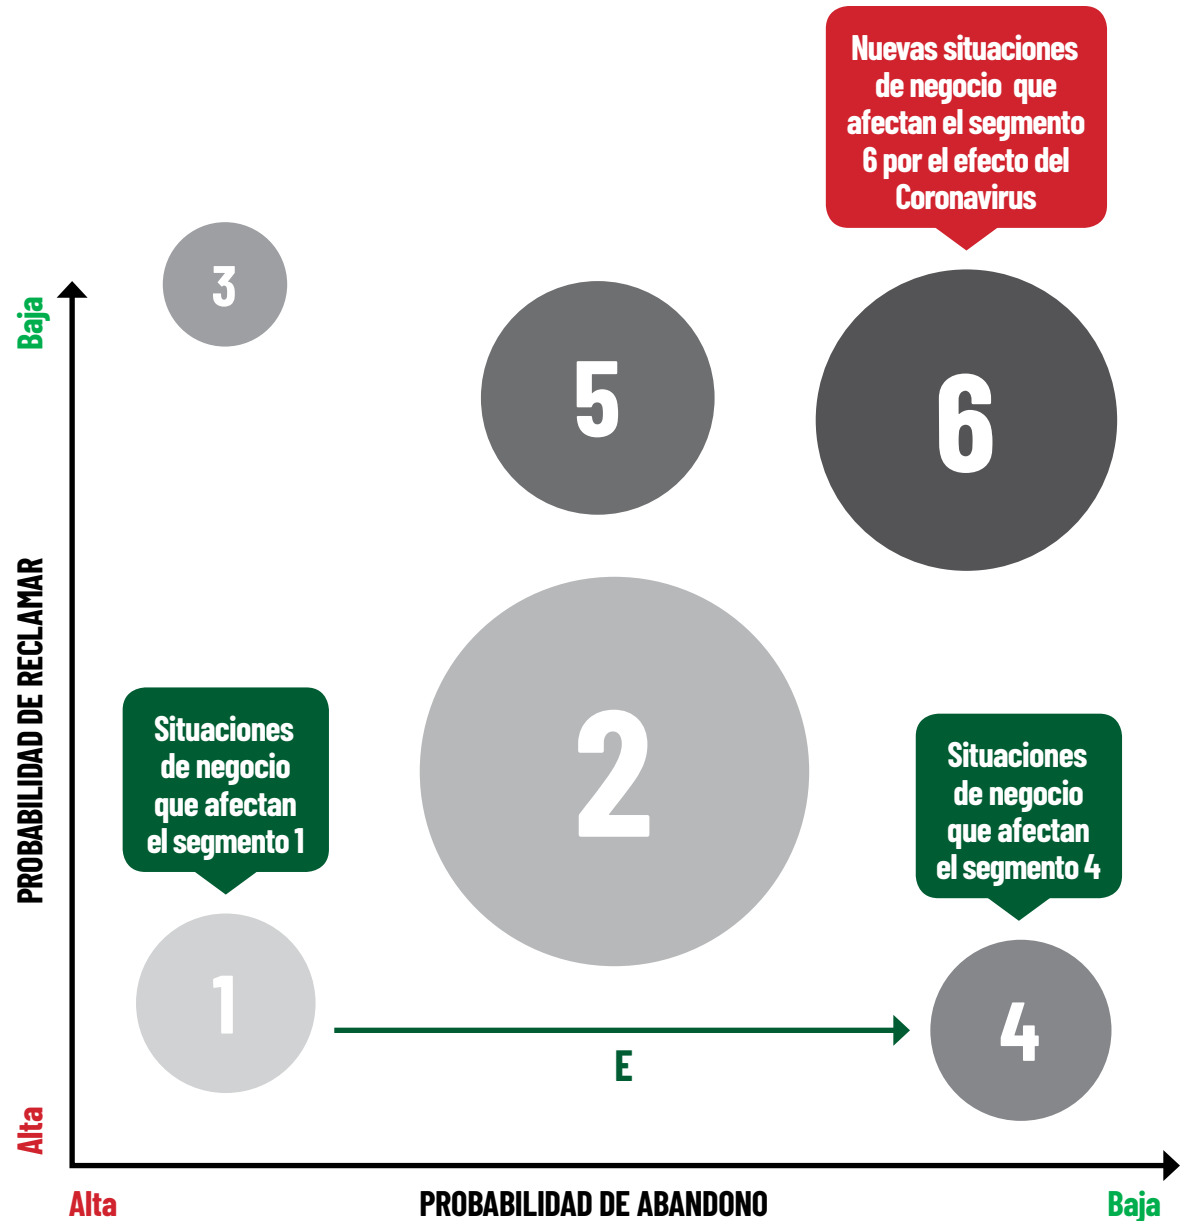 Nuevas situaciones
de negocio que
afectan el segmento
6 por el efecto del
Coronavirus
3
Baja
5
6
PROBABILIDAD DE RECLAMAR
2
Situaciones
de negocio
que afectan
el segmento 1
Situaciones
de negocio
que afectan
el segmento 4
1
4
E
Alta
Alta
PROBABILIDAD DE ABANDONO
Baja